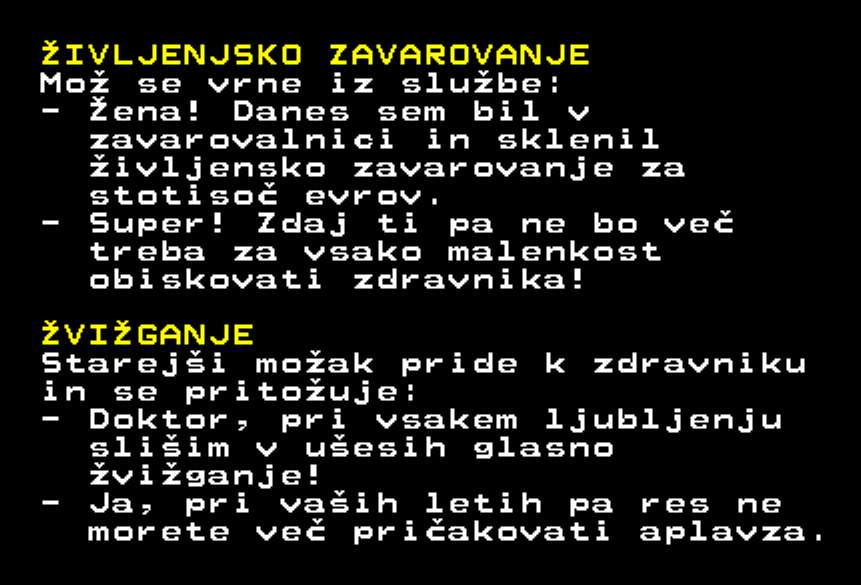 ŽIVLJENJSKO ZAVAROVANJE
Mož se vrne iz službe:
- Žena! Danes sem bil v
zavarovalnici in sklenil
življensko zavarovanje za
stotisoč evrov.
- Super! Zdaj ti pa ne bo več
treba za vsako malenkost
obiskovati zdravnika!
ŽVIŽGANJE
Starejši možak pride k zdravniku
in se pritožuje:
- Doktor, pri vsakem ljubljenju
slišim v ušesih glasno
žvižganje!
- Ja, pri vaših letih pa res ne
morete več pričakovati aplavza.